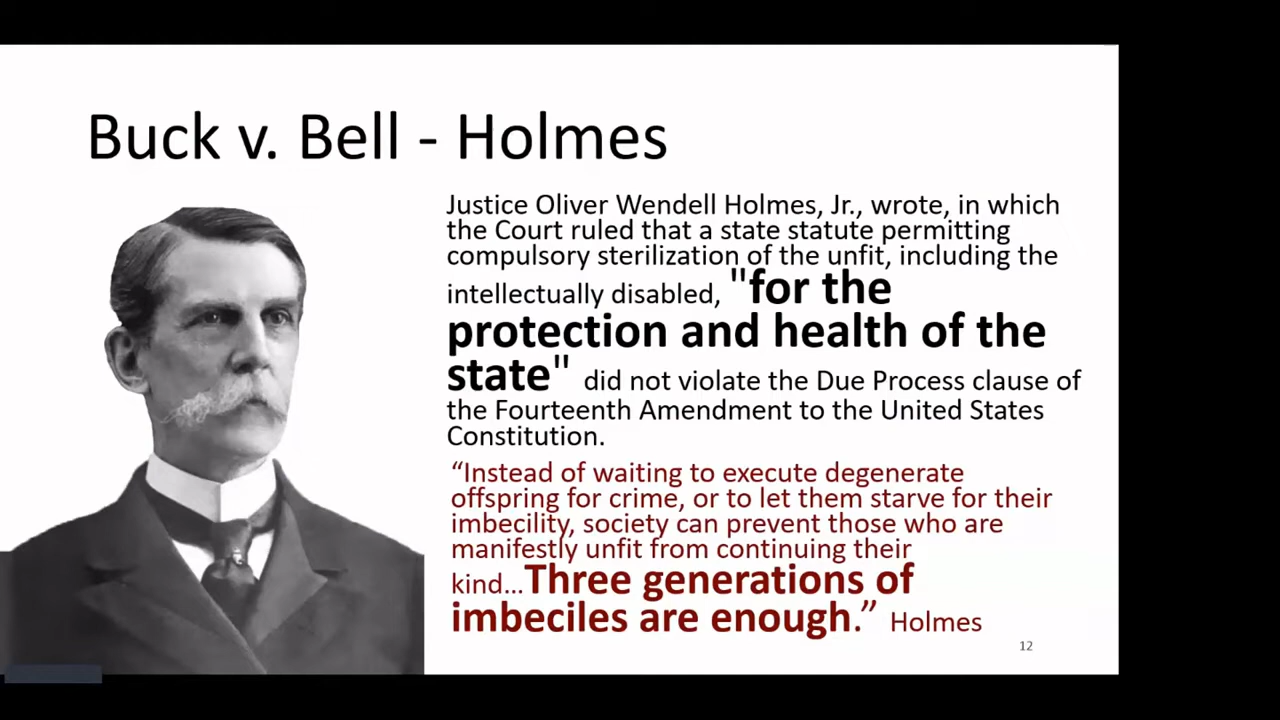 Buck v. Bell - Holmes
Justice Oliver Wendell Holmes, Jr., wrote, in which
the Court ruled that a state statute permitting
compulsory sterilization of the unfit, including the
intellectually disabled, "for the
protection and health of the
state" did not violate the Due Process clause of
the Fourteenth Amendment to the United States
Constitution.
“Instead of waiting to execute degenerate
offspring for crime, or to let them starve for their
imbecility, society can prevent those who are
manifestly unfit from continuing their
kind…Three generations of
imbeciles are enough.” Holmes
12